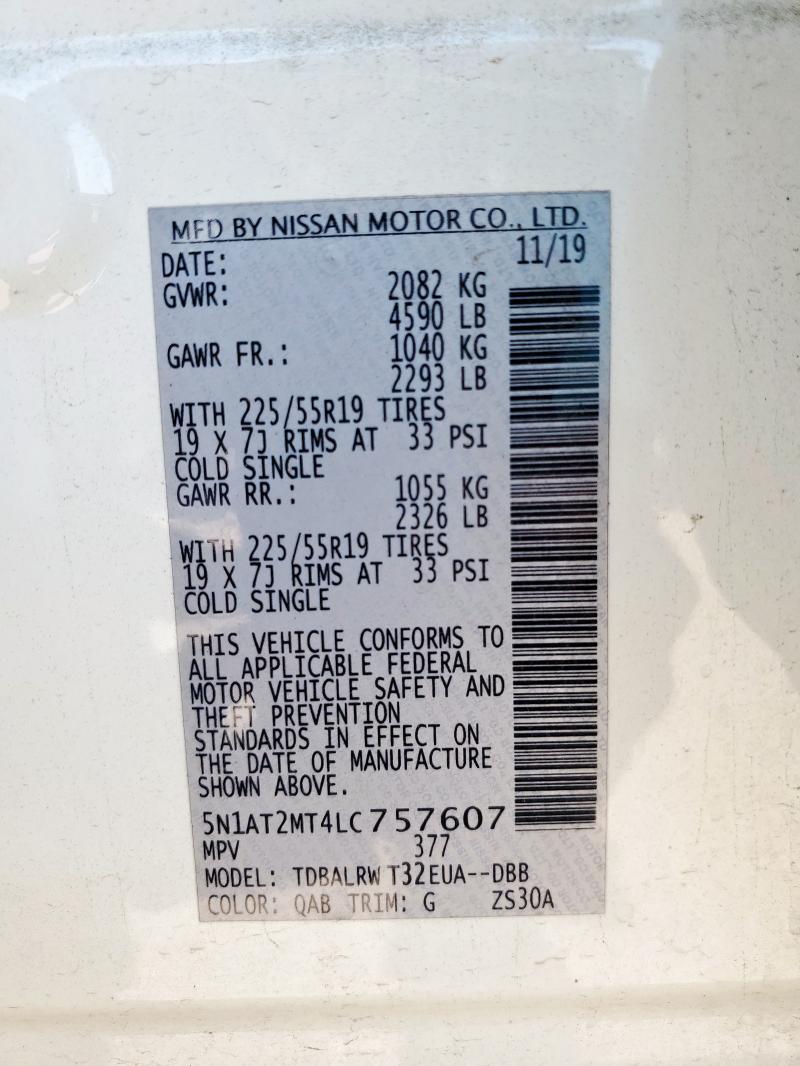 MFD BY NISSAN MOTOR CO., LTD.
DATE: 11/19
GVWR: 2082 KG
4590 LB
GAWR FR.: 1040 KG
2293 LB
WITH 225/55R19 TIRES
19 X 7J RIMS AT 33 PSI
COLD SINGLE
GAWR RR.: 1055 KG
2326 LB
WITH 225/55R19 TIRES
19 X 7J RIMS AT 33 PSI
COLD SINGLE
THIS VEHICLE CONFORMS TO
ALL APPLICABLE FEDERAL
MOTOR VEHICLE SAFETY AND
THEFT PREVENTION
STANDARDS IN EFFECT ON
THE DATE OF MANUFACTURE
SHOWN ABOVE.
5N1AT2MT4LC757607
MPV 377
MODEL: TDBALRW T32EUA--DBB
COLOR: QAB TRIM: G ZS30A